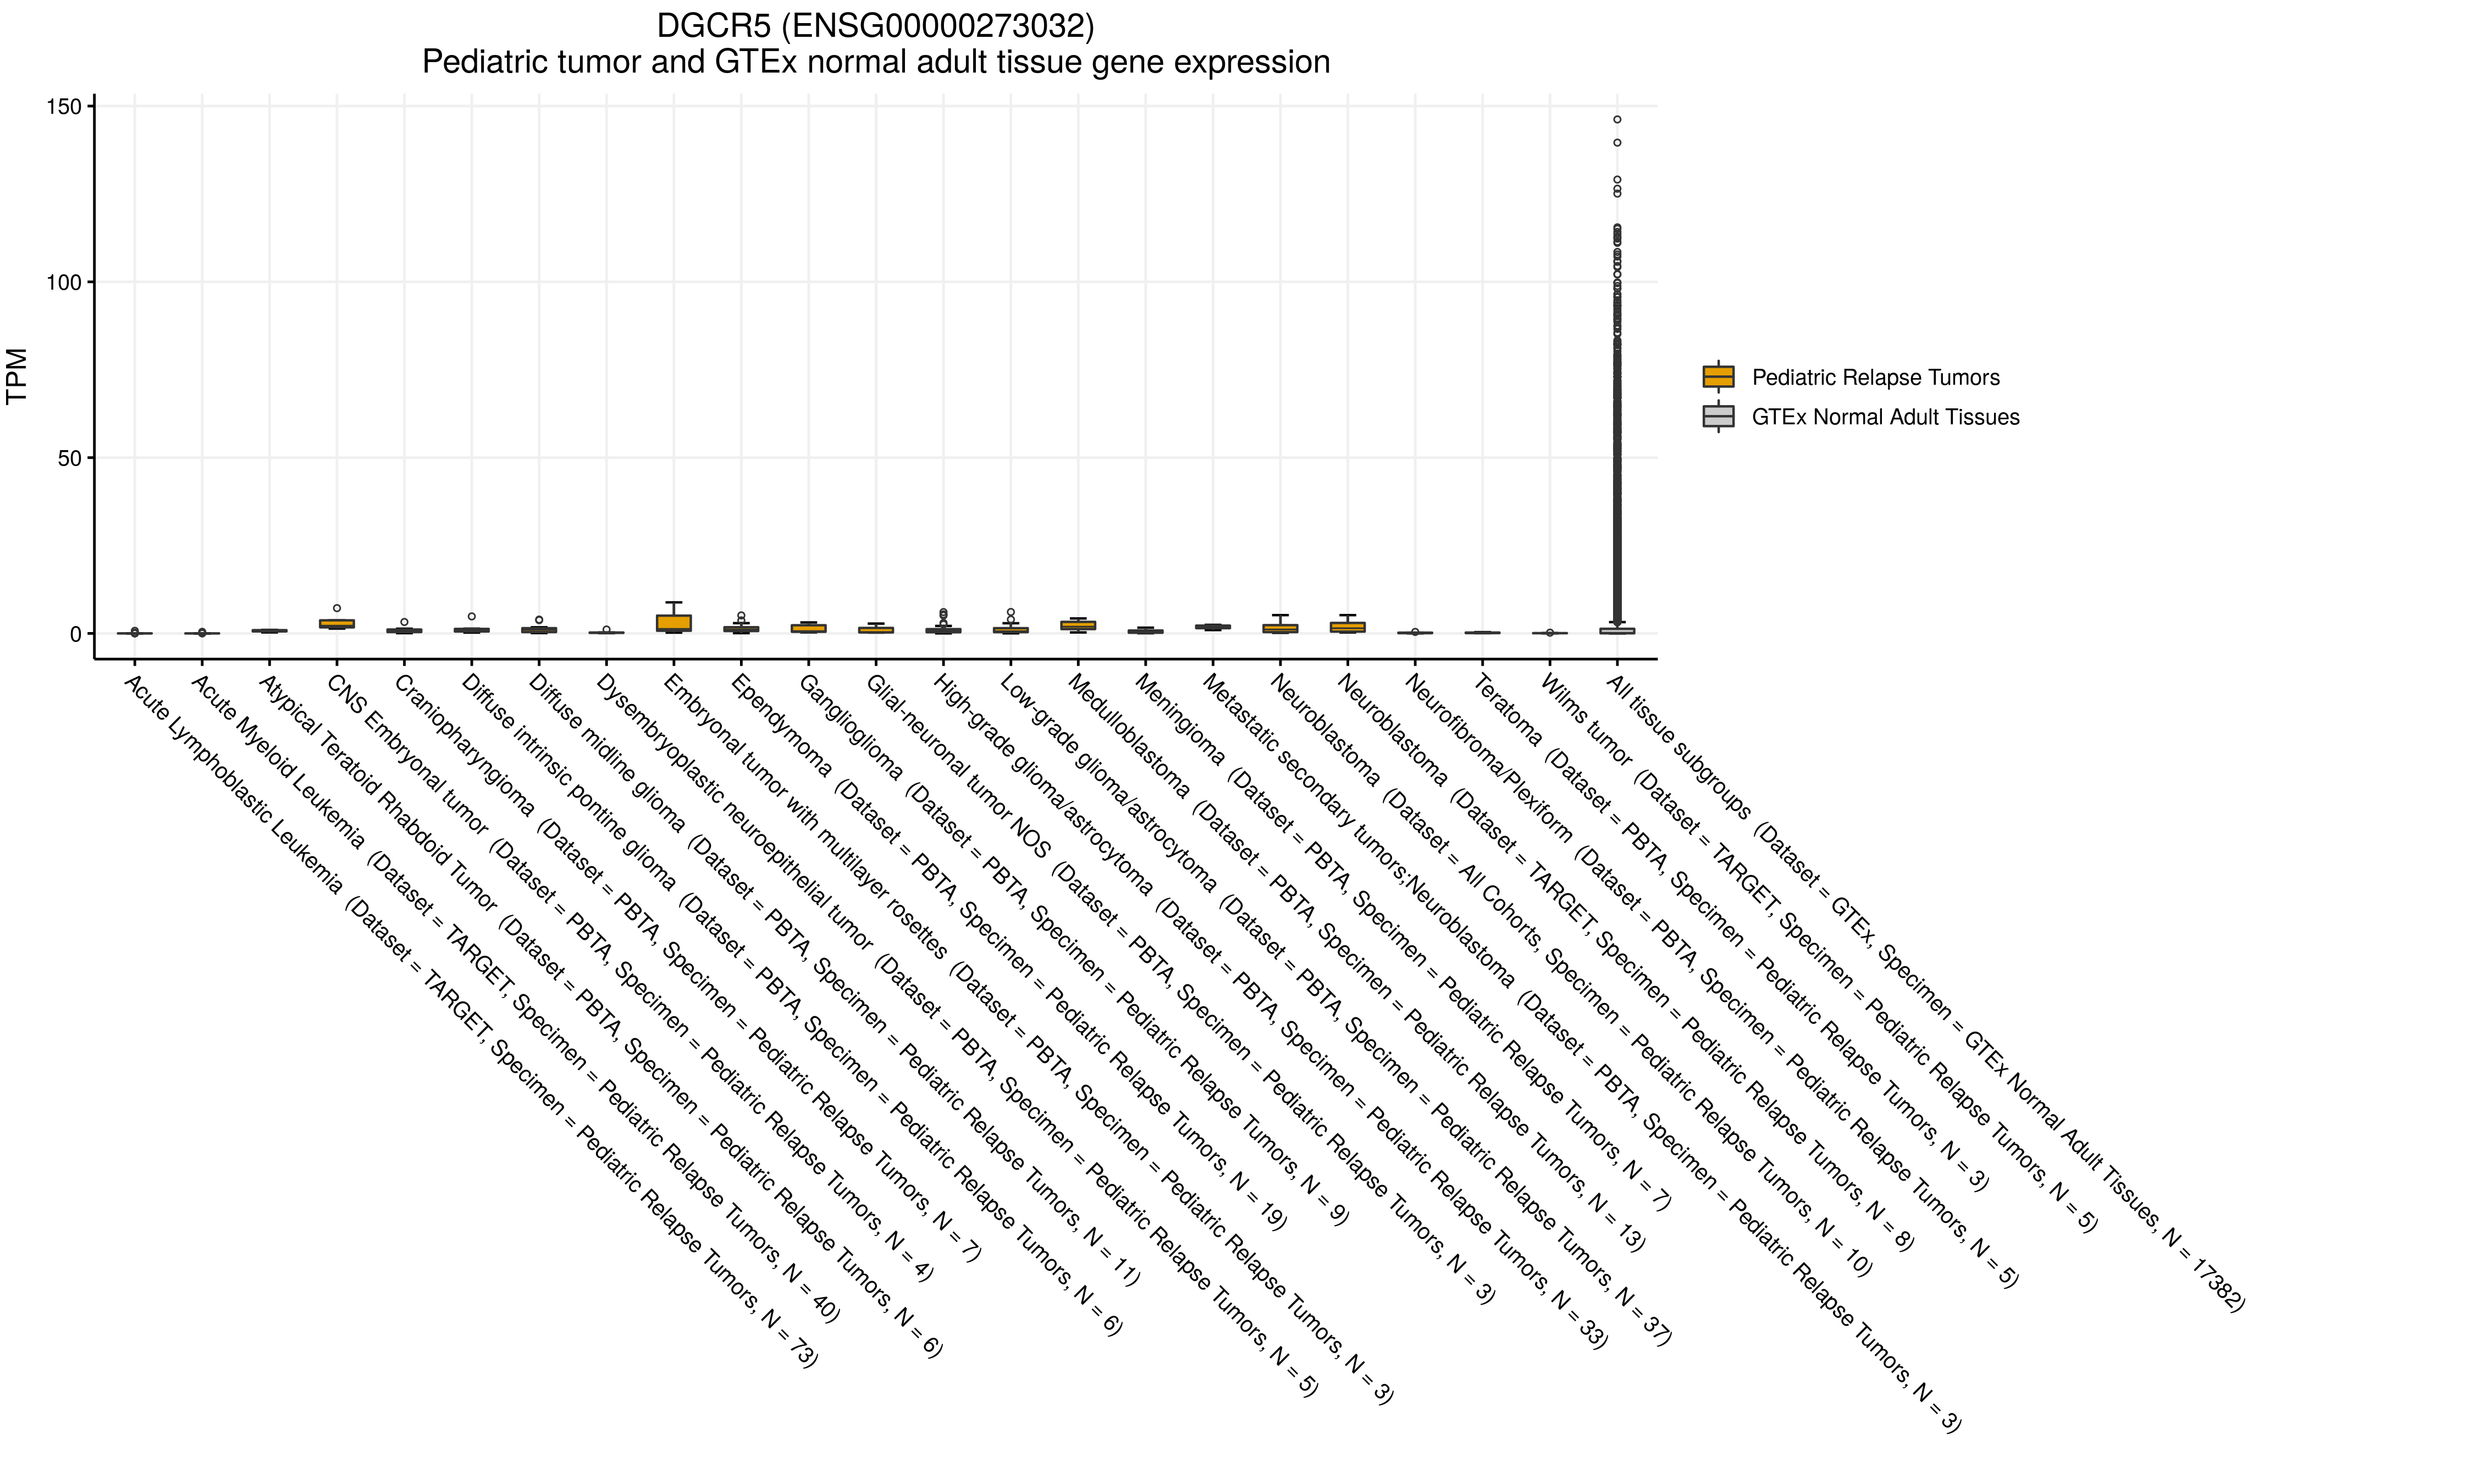 DGCR5 (ENSG00000273032)
Pediatric tumor and GTEx normal adult tissue gene expression
TPM
150
100
50
0
Pediatric Relapse Tumors
GTEx Normal Adult Tissues
Acute Lymphoblastic Leukemia (Dataset = TARGET, Specimen = Pediatric Relapse Tumors, N = 73)
Acute Myeloid Leukemia (Dataset = TARGET, Specimen = Pediatric Relapse Tumors, N = 40)
Atypical Teratoid Rhabdoid Tumor (Dataset = PBTA, Specimen = Pediatric Relapse Tumors, N = 6)
CNS Embryonal tumor (Dataset = PBTA, Specimen = Pediatric Relapse Tumors, N = 4)
Craniopharyngioma (Dataset = PBTA, Specimen = Pediatric Relapse Tumors, N = 7)
Diffuse intrinsic pontine glioma (Dataset = PBTA, Specimen = Pediatric Relapse Tumors, N = 6)
Diffuse midline glioma (Dataset = PBTA, Specimen = Pediatric Relapse Tumors, N = 11)
Dysembryoplastic neuroepithelial tumor (Dataset = PBTA, Specimen = Pediatric Relapse Tumors, N = 5)
Embryonal tumor with multilayer rosettes (Dataset = PBTA, Specimen = Pediatric Relapse Tumors, N = 3)
Ependymoma (Dataset = PBTA, Specimen = Pediatric Relapse Tumors, N = 19)
Ganglioglioma (Dataset = PBTA, Specimen = Pediatric Relapse Tumors, N = 9)
Glial-neuronal tumor NOS (Dataset = PBTA, Specimen = Pediatric Relapse Tumors, N = 3)
High-grade glioma/astrocytoma (Dataset = PBTA, Specimen = Pediatric Relapse Tumors, N = 33)
Low-grade glioma/astrocytoma (Dataset = PBTA, Specimen = Pediatric Relapse Tumors, N = 37)
Medulloblastoma (Dataset = PBTA, Specimen = Pediatric Relapse Tumors, N = 13)
Meningioma (Dataset = PBTA, Specimen = Pediatric Relapse Tumors, N = 7)
Metastatic secondary tumors;Neuroblastoma (Dataset = PBTA, Specimen = Pediatric Relapse Tumors, N = 3)
Neuroblastoma (Dataset = All Cohorts, Specimen = Pediatric Relapse Tumors, N = 10)
Neuroblastoma (Dataset = TARGET, Specimen = Pediatric Relapse Tumors, N = 8)
Neurofibroma/Plexiform (Dataset = PBTA, Specimen = Pediatric Relapse Tumors, N = 5)
Teratoma (Dataset = PBTA, Specimen = Pediatric Relapse Tumors, N = 3)
Wilms tumor (Dataset = TARGET, Specimen = Pediatric Relapse Tumors, N = 5)
All tissue subgroups (Dataset = GTEx, Specimen = GTEx Normal Adult Tissues, N = 17382)